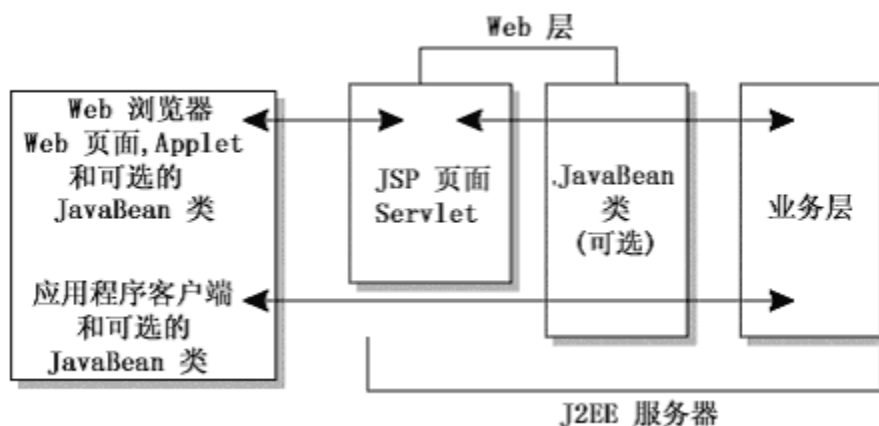 Web 层
Web 浏览器
Web 页面,Applet
和可选的
JavaBean 类
应用程序客户端
和可选的
JavaBean 类
JSP 页面
Servlet
.JavaBean
类
(可选)
业务层
J2EE 服务器